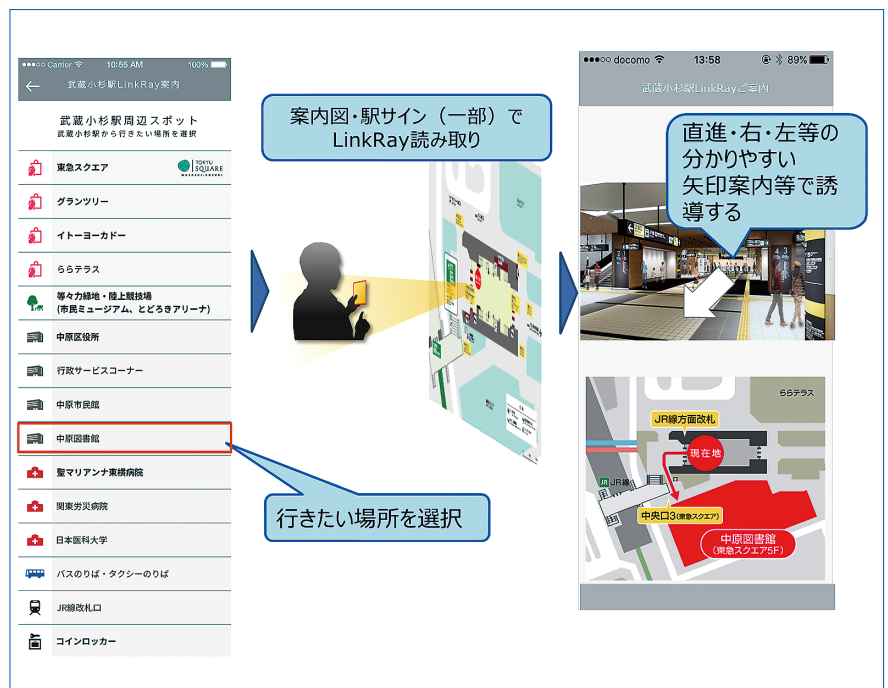 ●●●○○ Carrier 10:55 AM 100%
← 武蔵小杉駅LinkRay案内
武蔵小杉駅周辺スポット
武蔵小杉駅から行きたい場所を選択
東急スクエア
TOKYU
SQUARE
MUSASHI-KOSUGI
グランツリー
イトーヨーカドー
ららテラス
等々力緑地・陸上競技場
(市民ミュージアム、とどろきアリーナ)
中原区役所
行政サービスコーナー
中原市民館
中原図書館
聖マリアンナ東横病院
関東労災病院
日本医科大学
バスのりば・タクシーのりば
JR線改札口
コインロッカー
行きたい場所を選択
案内図・駅サイン(一部)で
LinkRay読み取り
●●●○○ docomo 13:58 89%
武蔵小杉駅LinkRayご案内
直進・右・左等の
分かりやすい
矢印案内等で誘
導する
ららテラス
JR線方面改札
現在地
JR JR線
中央口3(東急スクエア)
中原図書館
(東急スクエア5F)